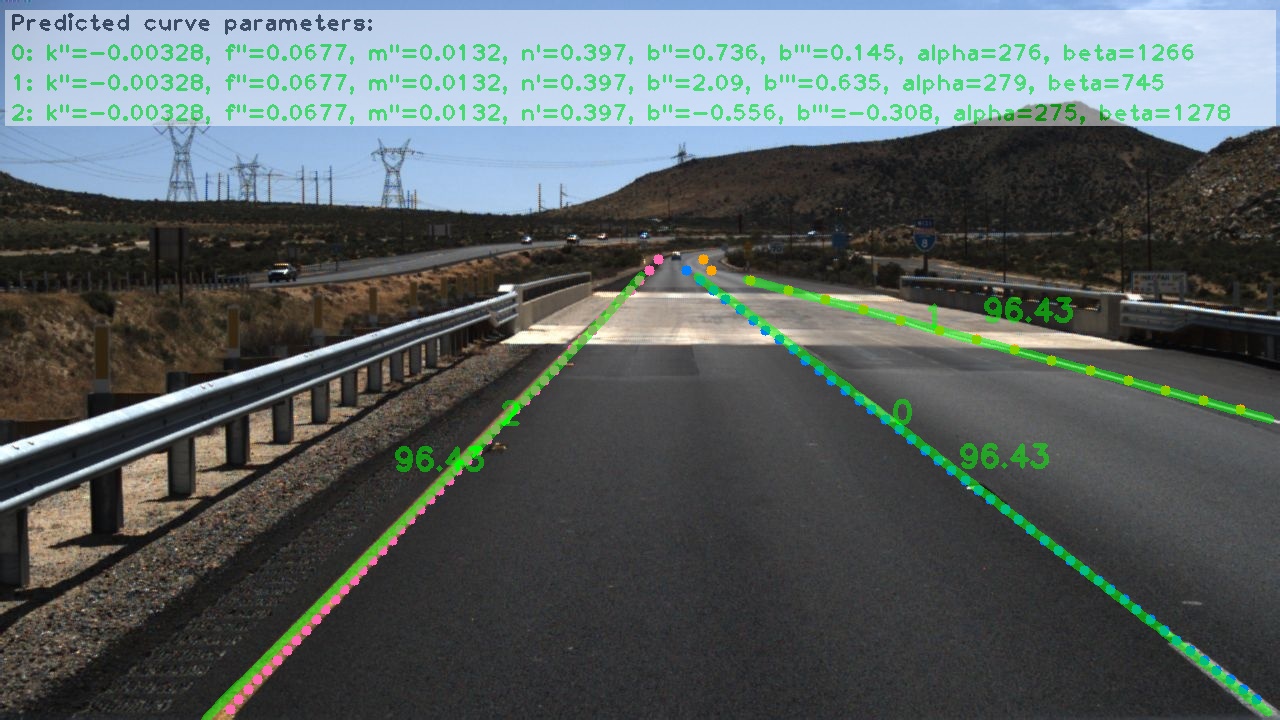 Predicted curve parameters:
0: k''=-0.00328, f''=0.0677, m''=0.0132, n'=0.397, b''=0.736, b'''=0.145, alpha=276, beta=1266
1: k''=-0.00328, f''=0.0677, m''=0.0132, n'=0.397, b''=2.09, b'''=0.635, alpha=279, beta=745
2: k''=-0.00328, f''=0.0677, m''=0.0132, n'=0.397, b''=-0.556, b'''=-0.308, alpha=275, beta=1278
8
1 96.43
2 0
96.43 96.43